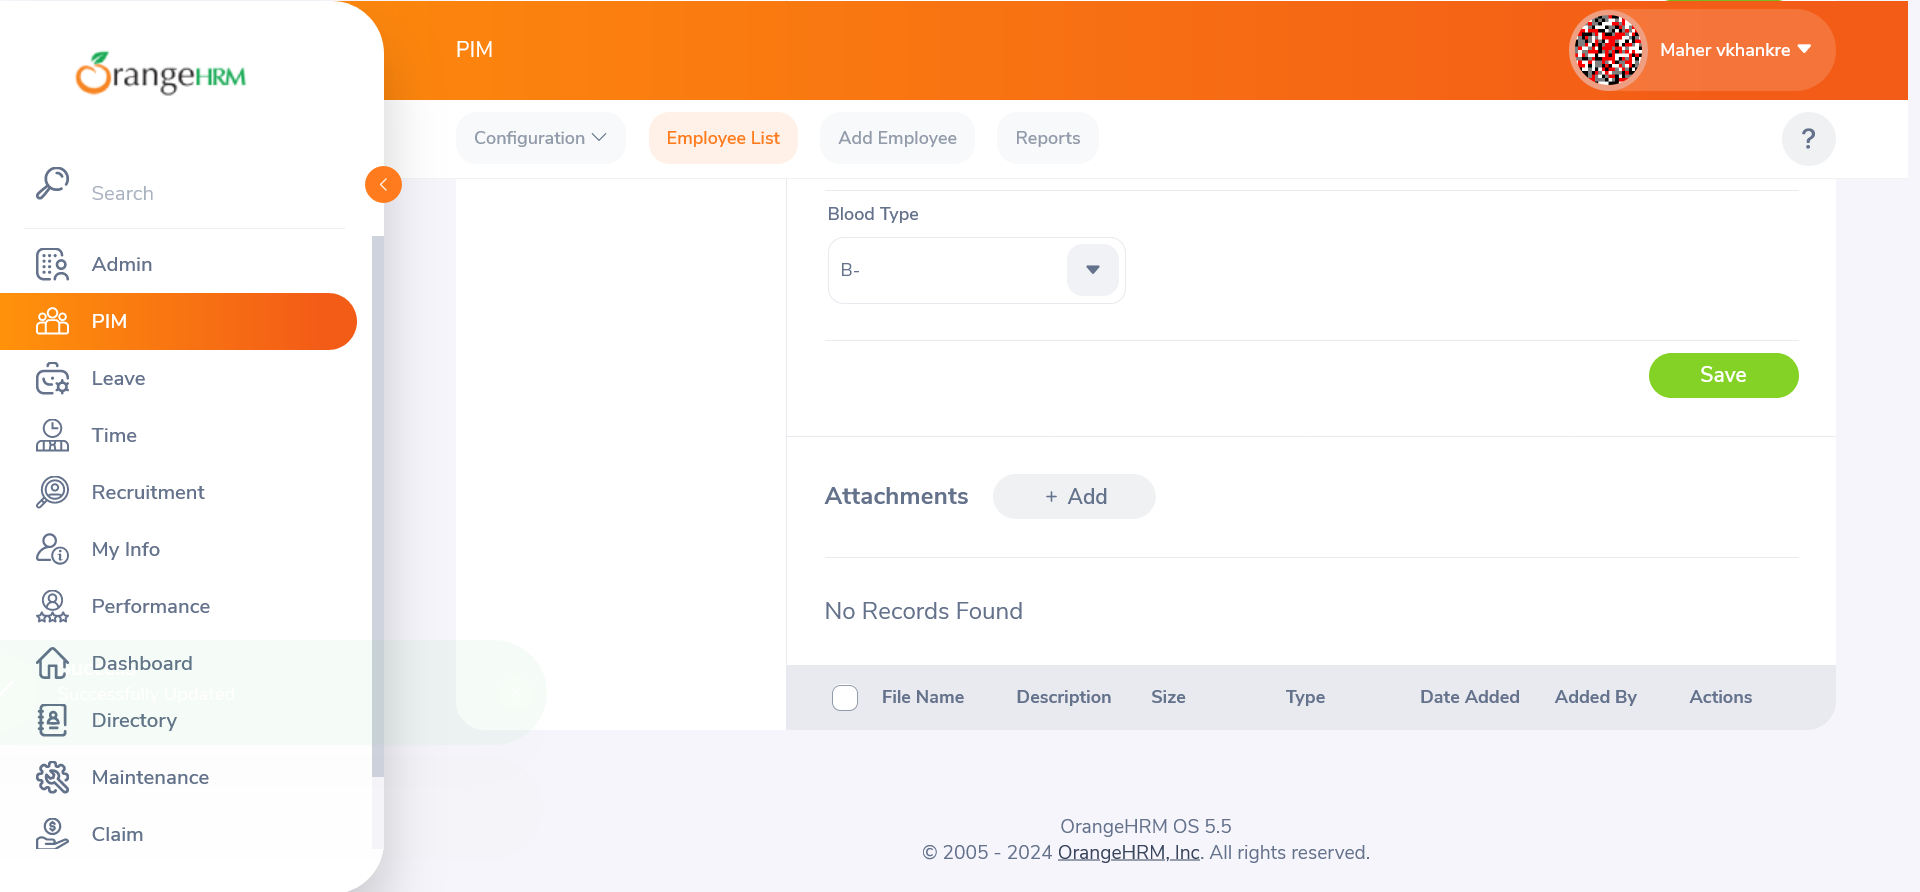 OrangeHRM
PIM
Maher vkhankre
Configuration
Employee List
Add Employee
Reports
?
Search
Admin
PIM
Leave
Time
Recruitment
My Info
Performance
Dashboard
Successfully Updated
Directory
Maintenance
Claim
Blood Type
B-
Save
Attachments
+ Add
No Records Found
File Name Description Size Type Date Added Added By Actions
OrangeHRM OS 5.5
© 2005 - 2024 OrangeHRM, Inc. All rights reserved.